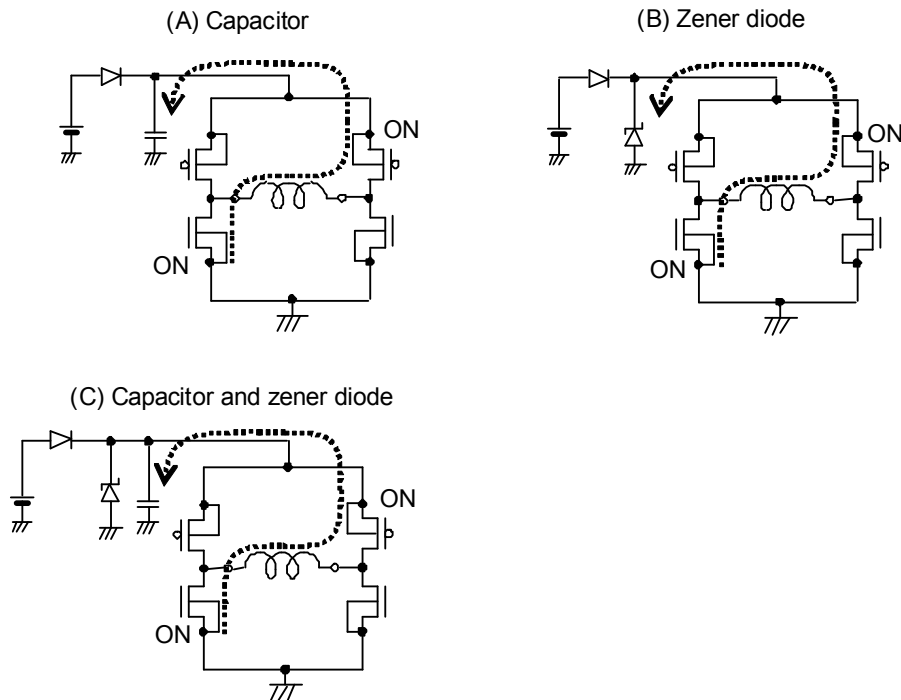 (A) Capacitor
(B) Zener diode
ON
ON
ON
ON
(C) Capacitor and zener diode
ON
ON